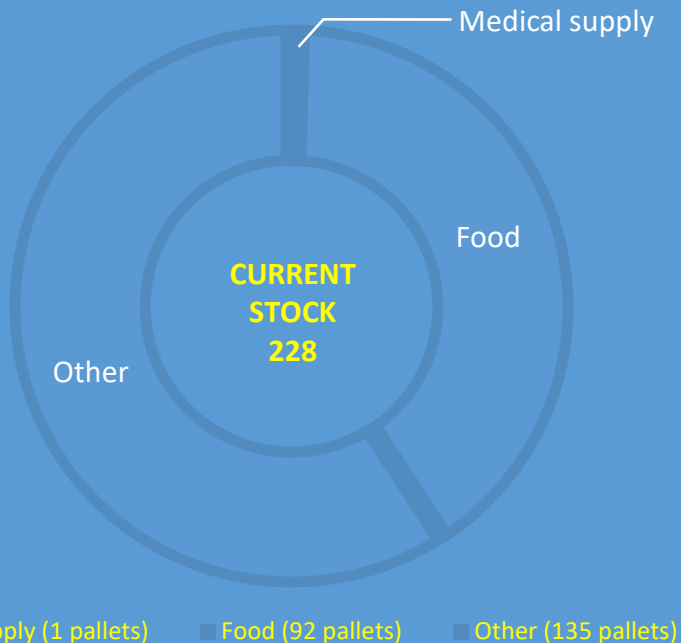 Medical supply
Food
CURRENT
STOCK
228
Other
pply (1 pallets) Food (92 pallets) Other (135 pallets)